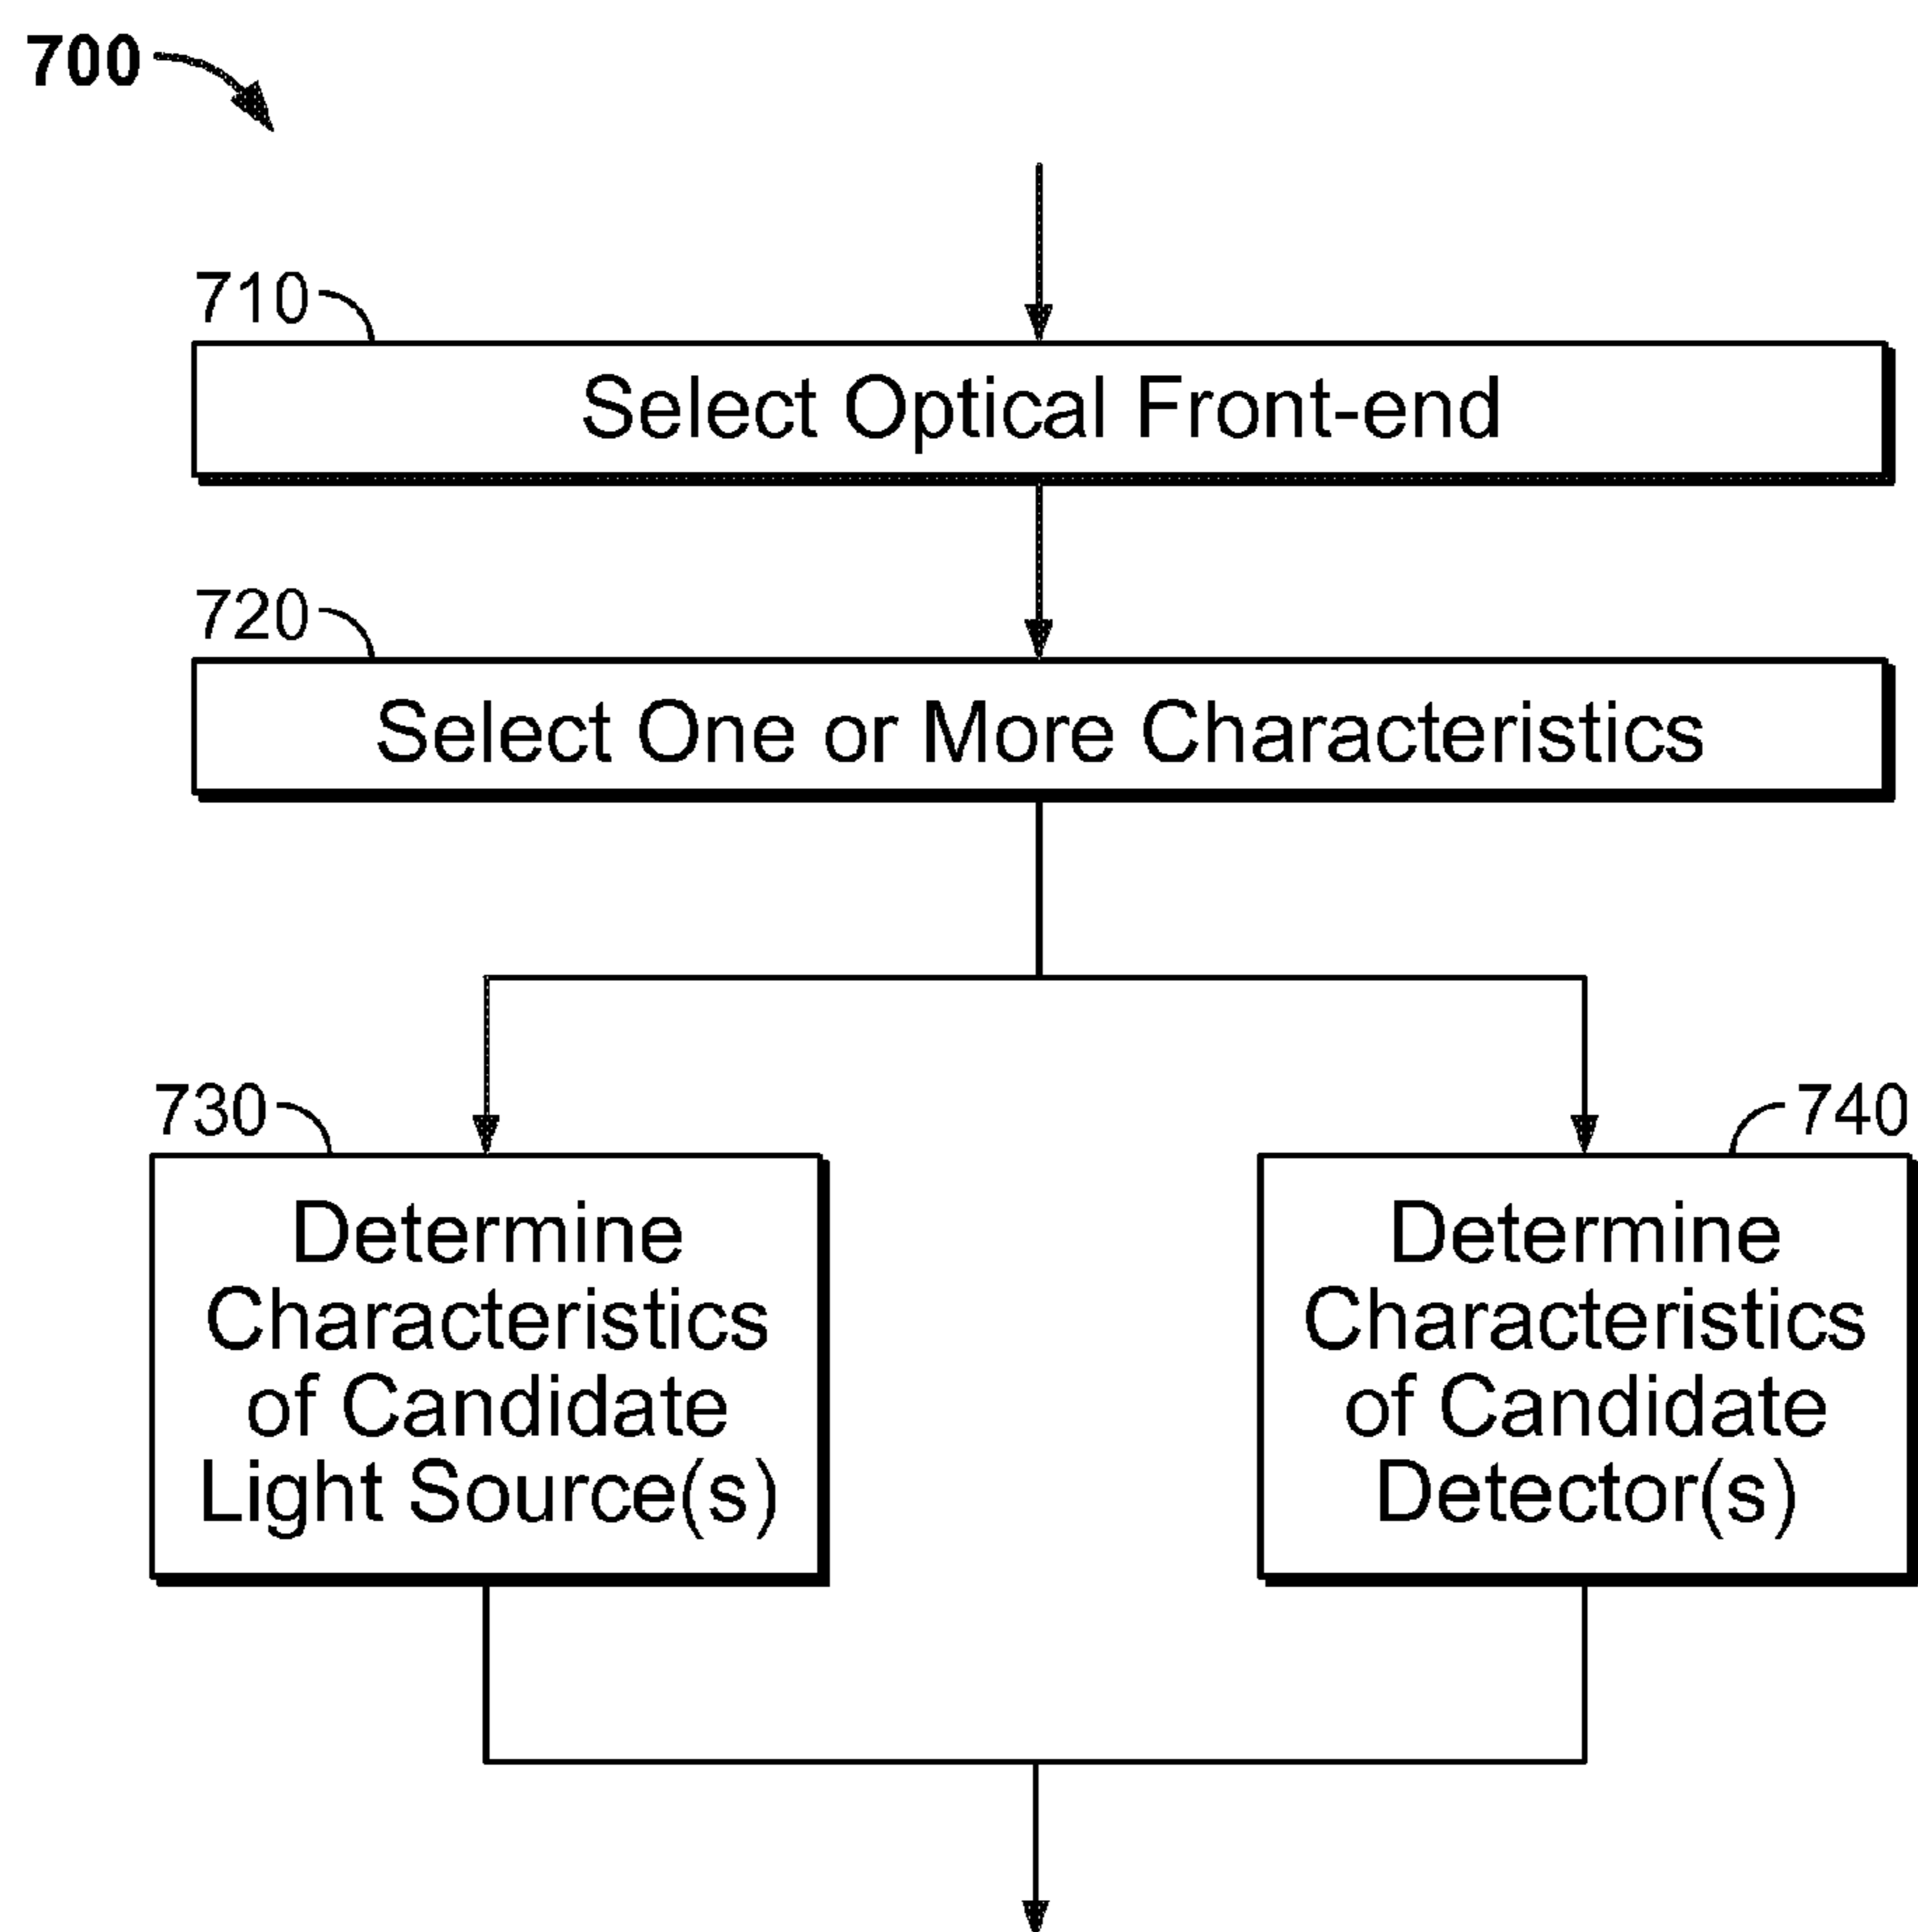 700
710
Select Optical Front-end
720
Select One or More Characteristics
730
Determine
Characteristics
of Candidate
Light Source(s)
740
Determine
Characteristics
of Candidate
Detector(s)